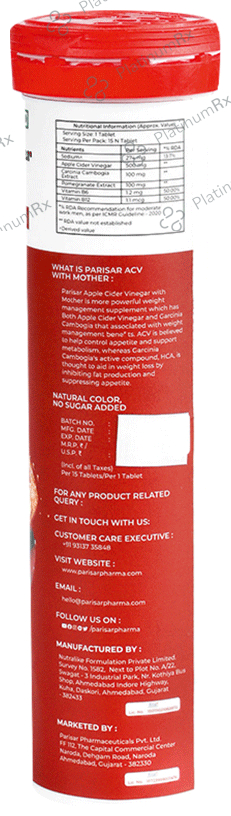 PlatinumRx
Nutritional Information (Approx. Value)
Serving Size: 1 Tablet
Serving Per Pack: 15 N Tablet
Nutrients Per Serving *% RDA
Sodium+
Apple Cider Vinegar 500mg
Garcinia Cambogia 100 mg **
Extract
Pomegranate Extract 100 mg **
Vitamin B6 1.2 mg 50.00%
Vitamin B12 1.1 mcg 50.00%
*% RDA Recommendation for moderate
work men, as per ICMR Guideline - 2020
**RDA value not established
+Derived value
WHAT IS PARISAR ACV
WITH MOTHER :
Parisar Apple Cider Vinegar with
Mother is more powerful weight
management supplement which has
Both Apple Cider Vinegar and Garcinia
Cambogia that associated with weight
management bene" ts. ACV is believed
to help control appetite and support
metabolism, whereas Garcinia
Cambogia's active compound, HCA, is
thought to aid in weight loss by
inhibiting fat production and
suppressing appetite.
NATURAL COLOR,
NO SUGAR ADDED
BATCH NO. :
MFG. DATE :
EXP. DATE :
M.R.P. ₹ / :
U.S.P. ₹ :
(Incl. of all Taxes)
Per 15 Tablets/Per 1 Tablet
FOR ANY PRODUCT RELATED
QUERY :
GET IN TOUCH WITH US:
CUSTOMER CARE EXECUTIVE :
+91 93137 35848
VISIT WEBSITE :
www.parisarpharma.com
EMAIL :
hello@parisarpharma.com
FOLLOW US ON :
/parisarpharma
MANUFACTURED BY :
Nutralike Formulation Private Limited.
Survey No. 1582, Next to Plot No. A/22,
Swagat - 3 Industrial Park, Nr. Kothiya Bus
Shop, Ahmedabad Indore Highway,
Kuha, Daskori, Ahmedabad, Gujarat
- 382433
MARKETED BY :
Parisar Pharmaceuticals Pvt. Ltd.
FF 112, The Capital Commercial Center
Naroda, Dehgam Road, Naroda
Ahmedabad, Gujarat - 382330